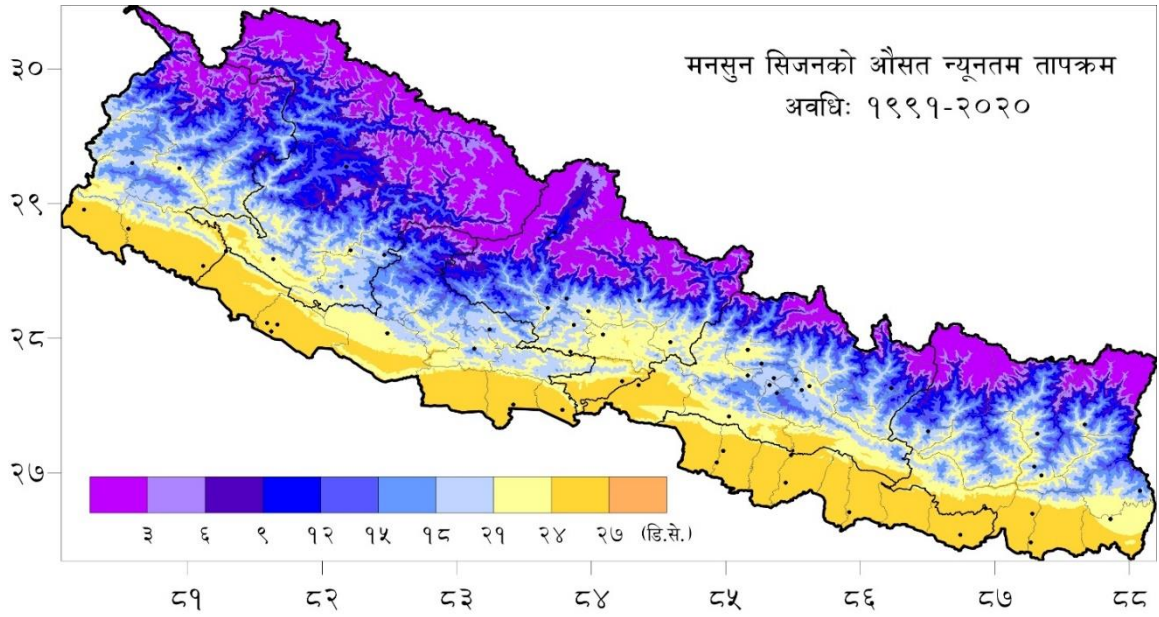 मनसुन सिजनको औसत न्यूनतम तापक्रम
अवधिः १९९१-२०२०
३०
२९
२८
२७
३ ६ ९ १२ १५ १८ २१ २४ २७ (डि.से.)
८१ ८२ ८३ ८४ ८५ ८६ ८७ ८८